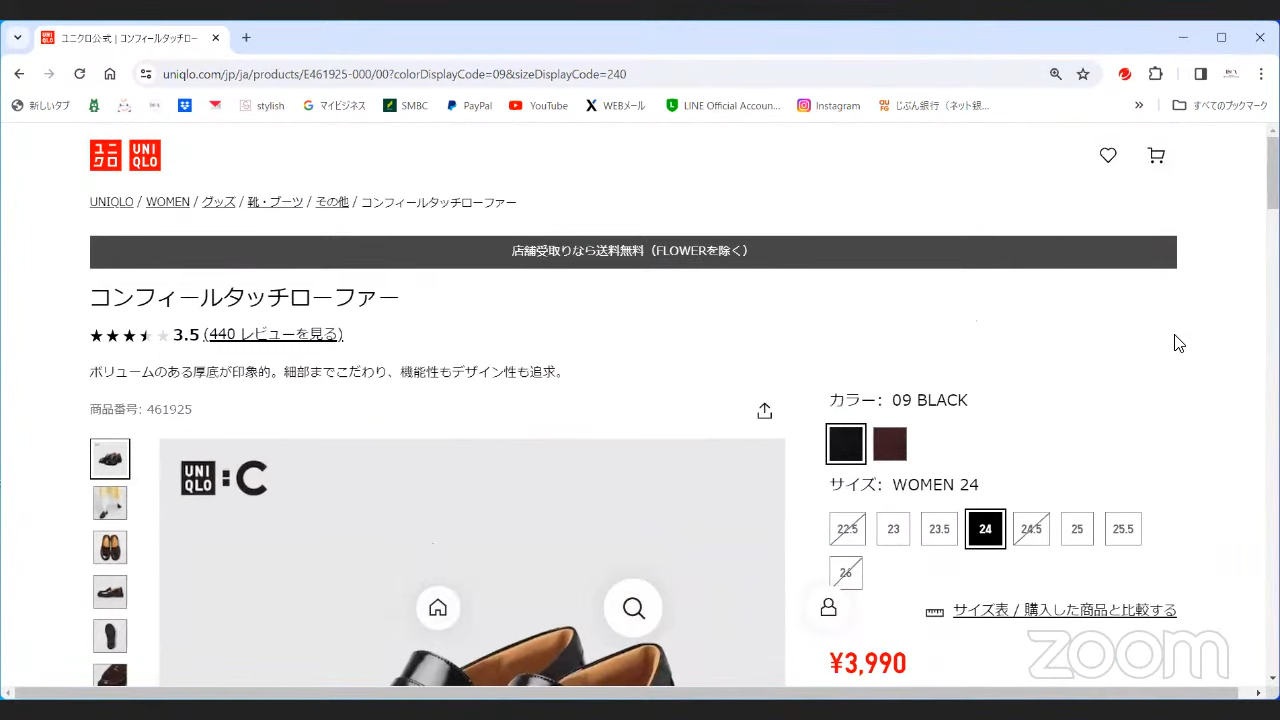 ユニクロ公式 | コンフィールタッチロー
uniqlo.com/jp/ja/products/E461925-000/00?colorDisplayCode=09&sizeDisplayCode=240
新しいタブ
stylish
マイビジネス
SMBC
PayPal
YouTube
WEBメール
LINE Official Accoun...
Instagram
じぶん銀行（ネット銀...
»
すべてのブックマーク
ユニクロ UNIQLO
UNIQLO / WOMEN / グッズ / 靴・ブーツ / その他 / コンフィールタッチローファー
店舗受取りなら送料無料（FLOWERを除く）
コンフィールタッチローファー
3.5 (440 レビューを見る)
ボリュームのある厚底が印象的。細部までこだわり、機能性もデザイン性も追求。
商品番号: 461925
UNIQLO : C
カラー: 09 BLACK
サイズ: WOMEN 24
22.5 23 23.5 24 24.5 25 25.5
26
サイズ表 / 購入した商品と比較する
¥3,990
zoom